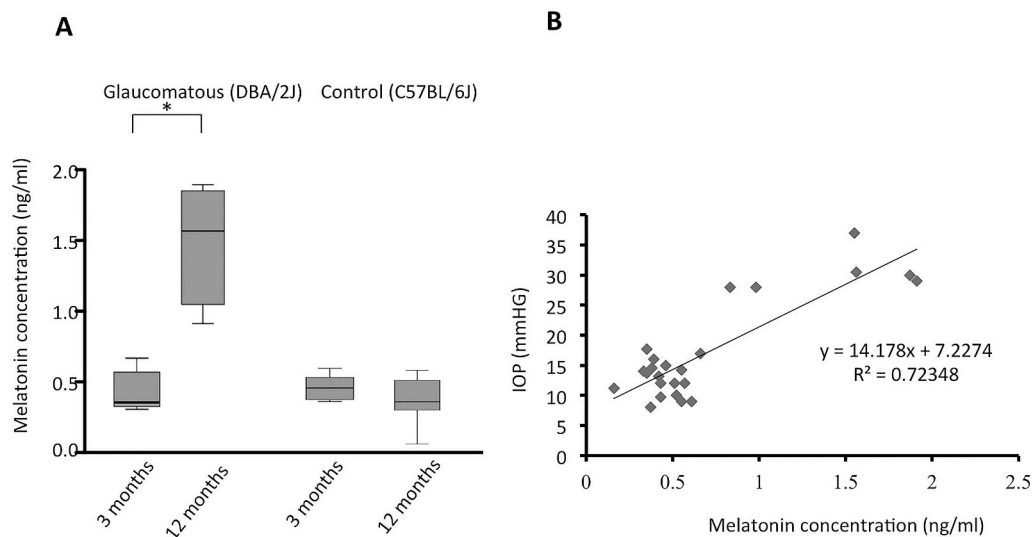 A
Glaucomatous (DBA/2J)
Control (C57BL/6J)
*
Melatonin concentration (ng/ml)
2.0
1.5
1.0
0.5
0.0
3 months
12 months
3 months
12 months
B
IOP (mmHG)
40
35
30
25
20
15
10
5
0
y = 14.178x + 7.2274
R² = 0.72348
0
0.5
1
1.5
2
2.5
Melatonin concentration (ng/ml)